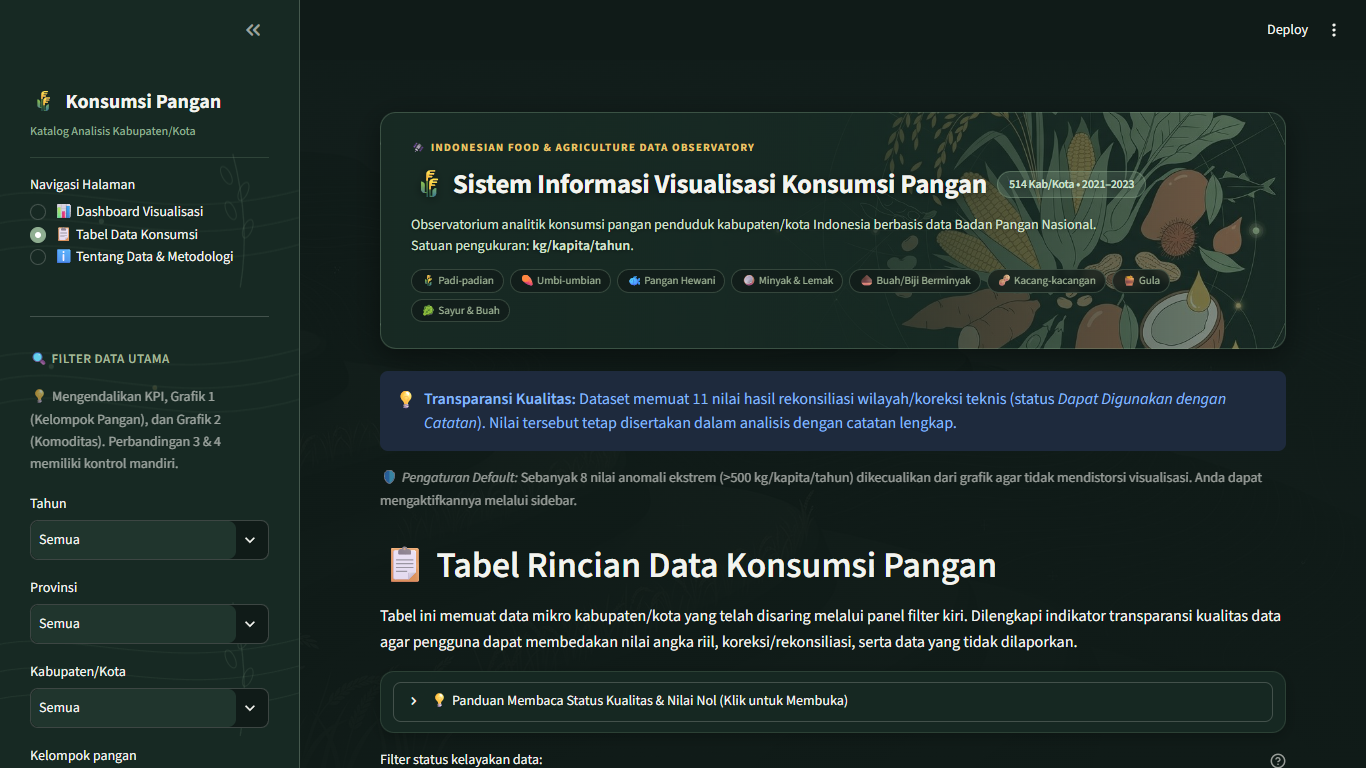 Deploy
Konsumsi Pangan
Katalog Analisis Kabupaten/Kota
Navigasi Halaman
Dashboard Visualisasi
Tabel Data Konsumsi
Tentang Data & Metodologi
FILTER DATA UTAMA
Mengendalikan KPI, Grafik 1
(Kelompok Pangan), dan Grafik 2
(Komoditas). Perbandingan 3 & 4
memiliki kontrol mandiri.
Tahun
Semua
Provinsi
Semua
Kabupaten/Kota
Semua
Kelompok pangan
INDONESIAN FOOD & AGRICULTURE DATA OBSERVATORY
Sistem Informasi Visualisasi Konsumsi Pangan 514 Kab/Kota • 2021–2023
Observatorium analitik konsumsi pangan penduduk kabupaten/kota Indonesia berbasis data Badan Pangan Nasional.
Satuan pengukuran: kg/kapita/tahun.
Padi-padian Umbi-umbian Pangan Hewani Minyak & Lemak Buah/Biji Berminyak Kacang-kacangan Gula
Sayur & Buah
Transparansi Kualitas: Dataset memuat 11 nilai hasil rekonsiliasi wilayah/koreksi teknis (status Dapat Digunakan dengan
Catatan). Nilai tersebut tetap disertakan dalam analisis dengan catatan lengkap.
Pengaturan Default: Sebanyak 8 nilai anomali ekstrem (>500 kg/kapita/tahun) dikecualikan dari grafik agar tidak mendistorsi visualisasi. Anda dapat
mengaktifkannya melalui sidebar.
Tabel Rincian Data Konsumsi Pangan
Tabel ini memuat data mikro kabupaten/kota yang telah disaring melalui panel filter kiri. Dilengkapi indikator transparansi kualitas data
agar pengguna dapat membedakan nilai angka riil, koreksi/rekonsiliasi, serta data yang tidak dilaporkan.
Panduan Membaca Status Kualitas & Nilai Nol (Klik untuk Membuka)
Filter status kelayakan data: